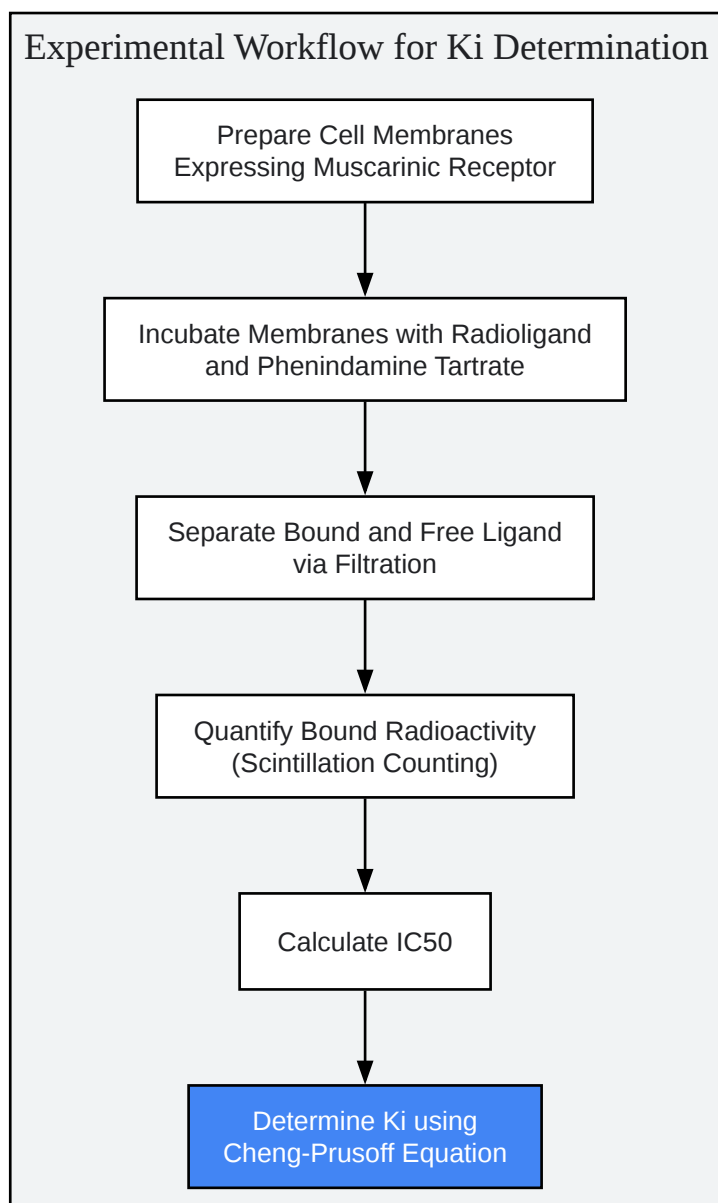 Experimental Workflow for Ki Determination
Prepare Cell Membranes
Expressing Muscarinic Receptor
Incubate Membranes with Radioligand
and Phenindamine Tartrate
Separate Bound and Free Ligand
via Filtration
Quantify Bound Radioactivity
(Scintillation Counting)
Calculate IC50
Determine Ki using
Cheng-Prusoff Equation